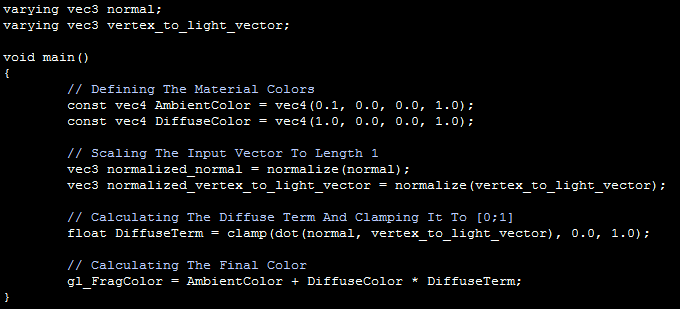 varying vec3 normal;
varying vec3 vertex_to_light_vector;
void main()
{
// Defining The Material Colors
const vec4 AmbientColor = vec4(0.1, 0.0, 0.0, 1.0);
const vec4 DiffuseColor = vec4(1.0, 0.0, 0.0, 1.0);
// Scaling The Input Vector To Length 1
vec3 normalized_normal = normalize(normal);
vec3 normalized_vertex_to_light_vector = normalize(vertex_to_light_vector);
// Calculating The Diffuse Term And Clamping It To [0;1]
float DiffuseTerm = clamp(dot(normal, vertex_to_light_vector), 0.0, 1.0);
// Calculating The Final Color
gl_FragColor = AmbientColor + DiffuseColor * DiffuseTerm;
}